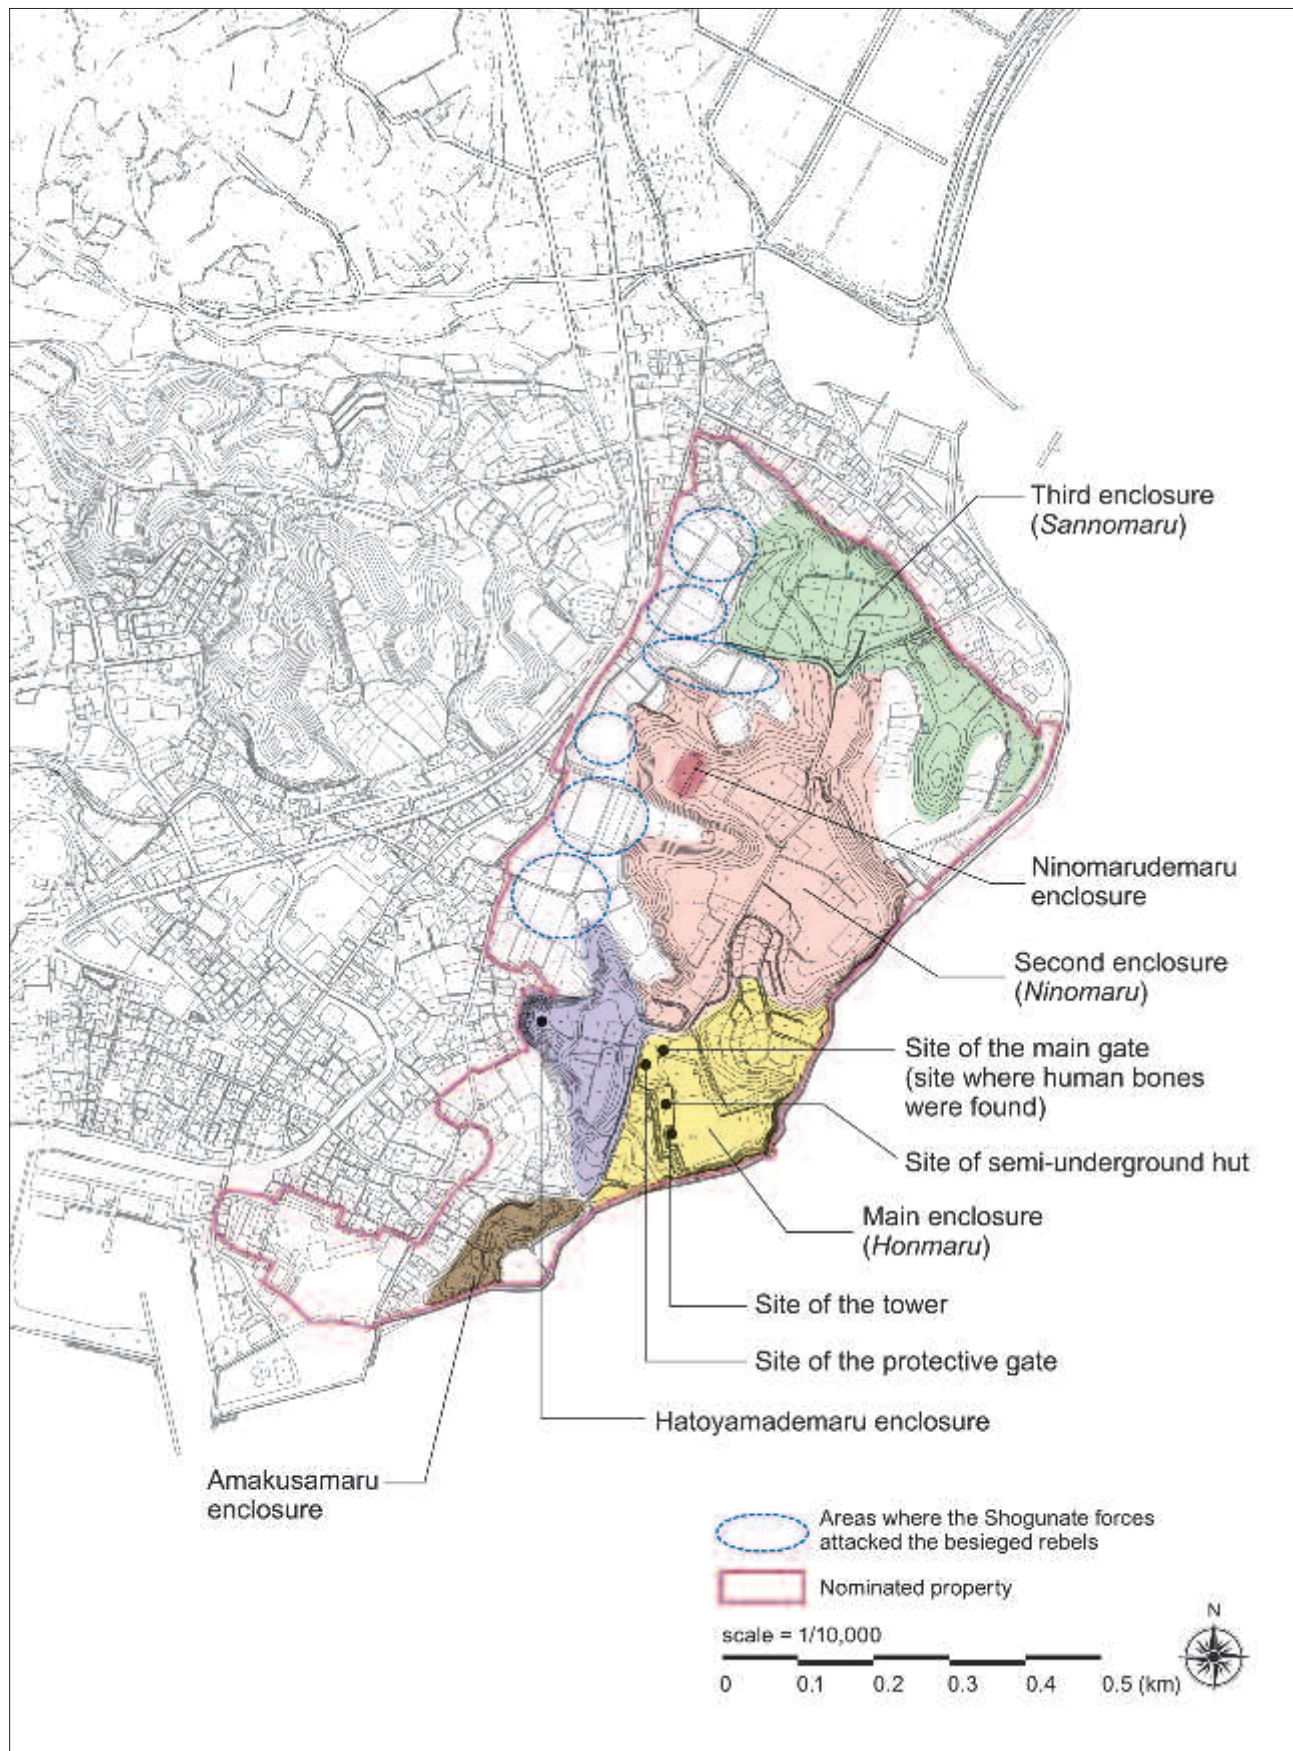 Third enclosure
(Sannomaru)
Ninomarudemaru
enclosure
Second enclosure
(Ninomaru)
Site of the main gate
(site where human bones
were found)
Site of semi-underground hut
Main enclosure
(Honmaru)
Site of the tower
Site of the protective gate
Hatoyamademaru enclosure
Amakusamaru
enclosure
Areas where the Shogunate forces
attacked the besieged rebels
Nominated property
N
scale = 1/10,000
0 0.1 0.2 0.3 0.4 0.5 (km)